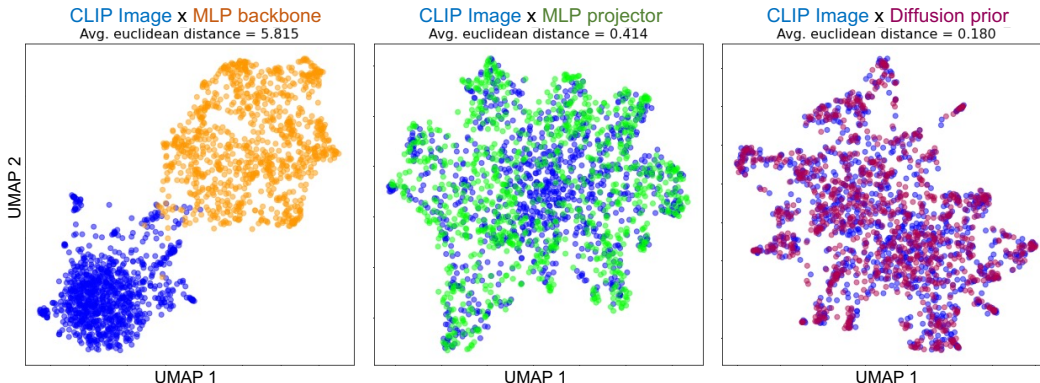 CLIP Image x MLP backbone
Avg. euclidean distance = 5.815
CLIP Image x MLP projector
Avg. euclidean distance = 0.414
CLIP Image x Diffusion prior
Avg. euclidean distance = 0.180
UMAP 2
UMAP 1
UMAP 1
UMAP 1